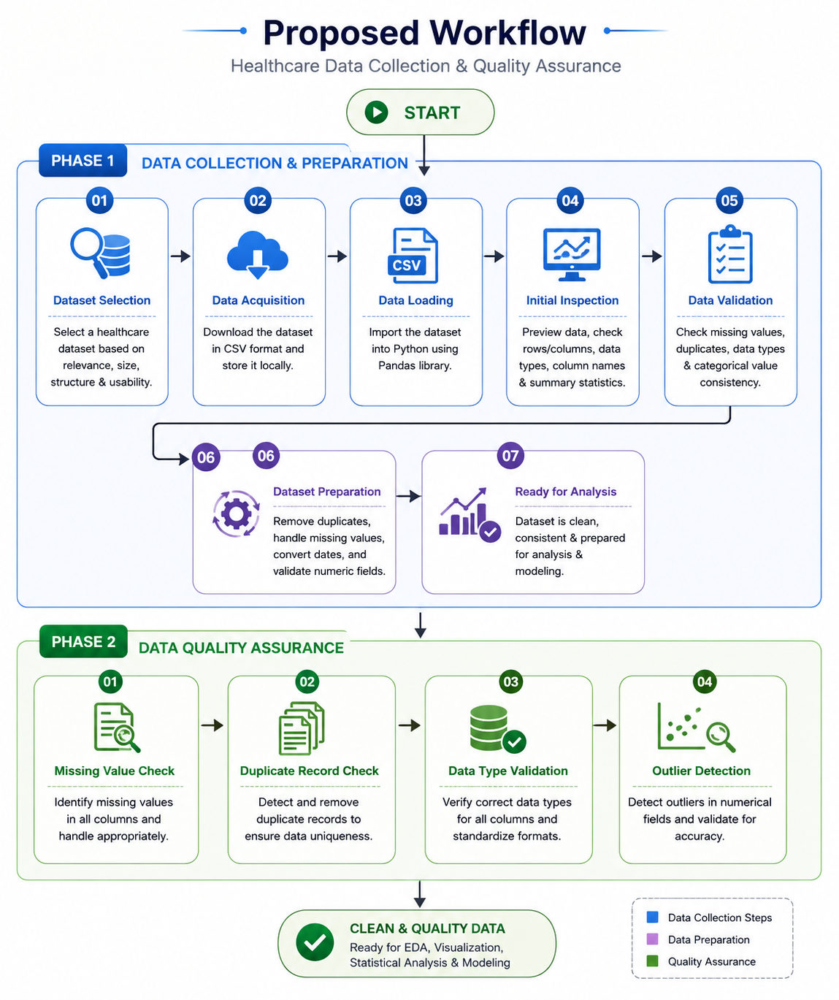 Proposed Workflow
Healthcare Data Collection & Quality Assurance
START
PHASE 1
DATA COLLECTION & PREPARATION
01
Dataset Selection
Select a healthcare
dataset based on
relevance, size,
structure & usability.
02
Data Acquisition
Download the dataset
in CSV format and
store it locally.
03
CSV
Data Loading
Import the dataset
into Python using
Pandas library.
04
Initial Inspection
Preview data, check
rows/columns, data
types, column names
& summary statistics.
05
Data Validation
Check missing values,
duplicates, data types
& categorical value
consistency.
06
06
Dataset Preparation
Remove duplicates,
handle missing values,
convert dates, and
validate numeric fields.
07
Ready for Analysis
Dataset is clean,
consistent & prepared
for analysis &
modeling.
PHASE 2
DATA QUALITY ASSURANCE
01
Missing Value Check
Identify missing values
in all columns and
handle appropriately.
02
Duplicate Record Check
Detect and remove
duplicate records to
ensure data uniqueness.
03
Data Type Validation
Verify correct data types
for all columns and
standardize formats.
04
Outlier Detection
Detect outliers in numerical
fields and validate for
accuracy.
CLEAN & QUALITY DATA
Ready for EDA, Visualization,
Statistical Analysis & Modeling
Data Collection Steps
Data Preparation
Quality Assurance